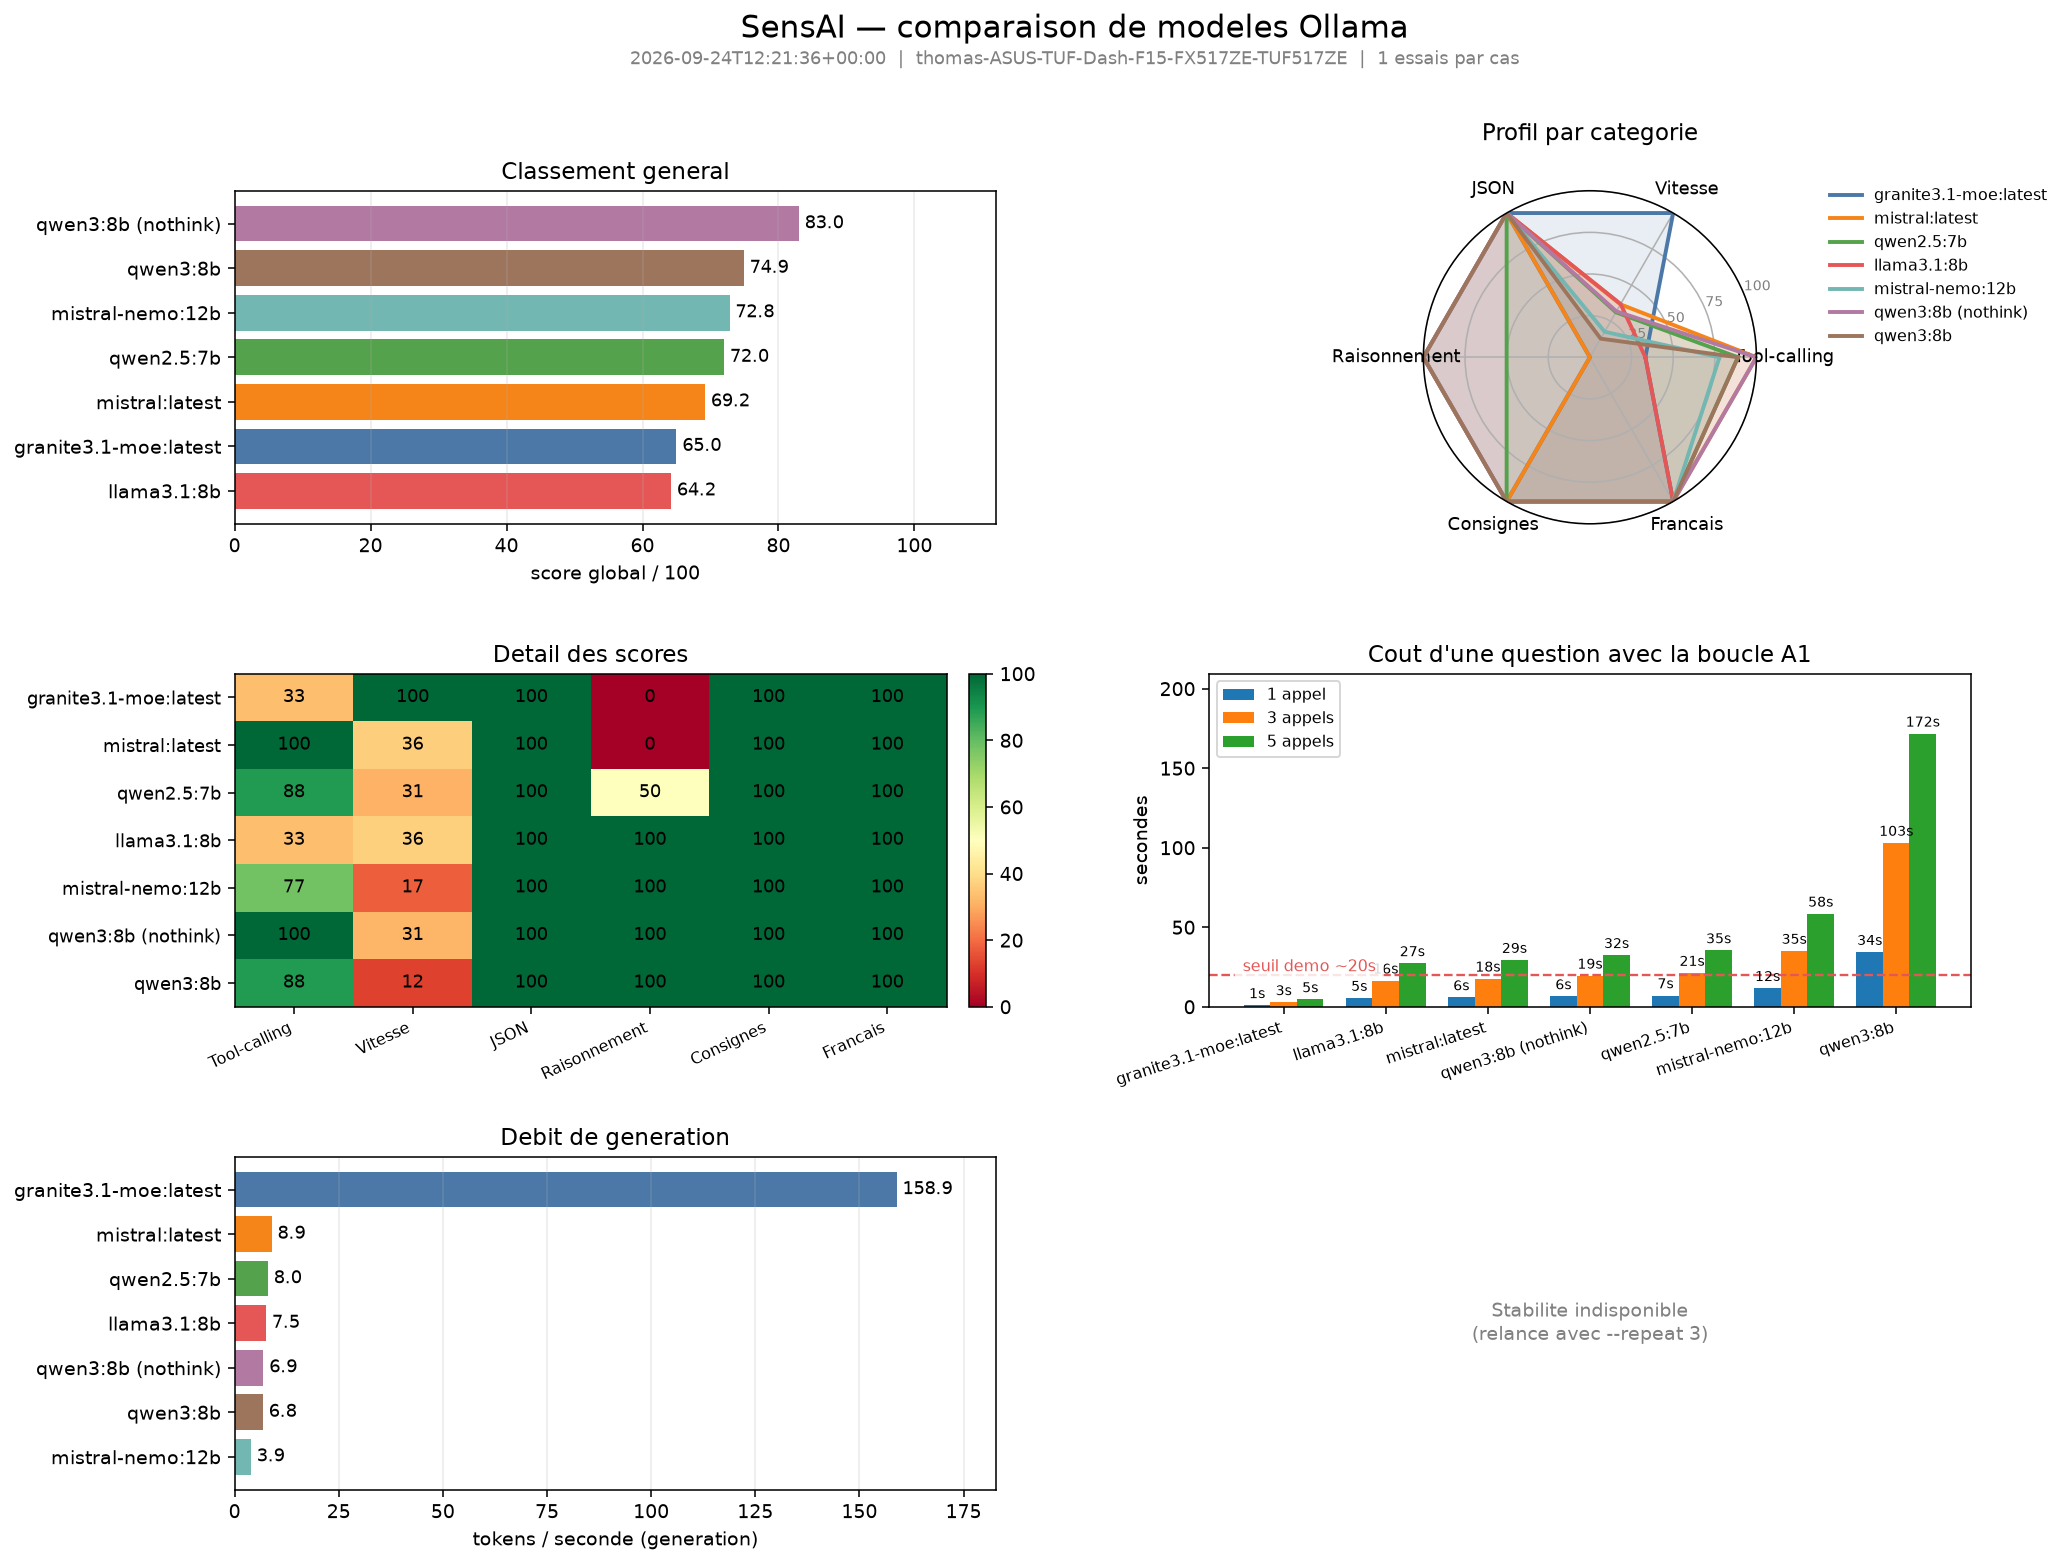 SensAI — comparaison de modeles Ollama
2026-09-24T12:21:36+00:00 | thomas-ASUS-TUF-Dash-F15-FX517ZE-TUF517ZE | 1 essais par cas
Classement general
qwen3:8b (nothink) 83.0
qwen3:8b 74.9
mistral-nemo:12b 72.8
qwen2.5:7b 72.0
mistral:latest 69.2
granite3.1-moe:latest 65.0
llama3.1:8b 64.2
0 20 40 60 80 100
score global / 100
Profil par categorie
JSON Vitesse
100
75
50
Raisonnement
Consignes Francais
granite3.1-moe:latest
mistral:latest
qwen2.5:7b
llama3.1:8b
mistral-nemo:12b
qwen3:8b (nothink)
qwen3:8b
Detail des scores
granite3.1-moe:latest 33 100 100 0 100 100
mistral:latest 100 36 100 0 100 100
qwen2.5:7b 88 31 100 50 100 100
llama3.1:8b 33 36 100 100 100 100
mistral-nemo:12b 77 17 100 100 100 100
qwen3:8b (nothink) 100 31 100 100 100 100
qwen3:8b 88 12 100 100 100 100
Tool-calling Vitesse JSON Raisonnement Consignes Francais
100
80
60
40
20
0
Cout d'une question avec la boucle A1
1 appel
3 appels
5 appels
200
150
100
50
0
secondes
seuil demo ~20s
1s 3s 5s
5s 27s
6s 18s 29s
6s 19s 32s
7s 21s 35s
12s 35s 58s
34s 103s 172s
granite3.1-moe:latest llama3.1:8b mistral:latest qwen3:8b (nothink) qwen2.5:7b mistral-nemo:12b qwen3:8b
Debit de generation
granite3.1-moe:latest 158.9
mistral:latest 8.9
qwen2.5:7b 8.0
llama3.1:8b 7.5
qwen3:8b (nothink) 6.9
qwen3:8b 6.8
mistral-nemo:12b 3.9
0 25 50 75 100 125 150 175
tokens / seconde (generation)
Stabilite indisponible
(relance avec --repeat 3)